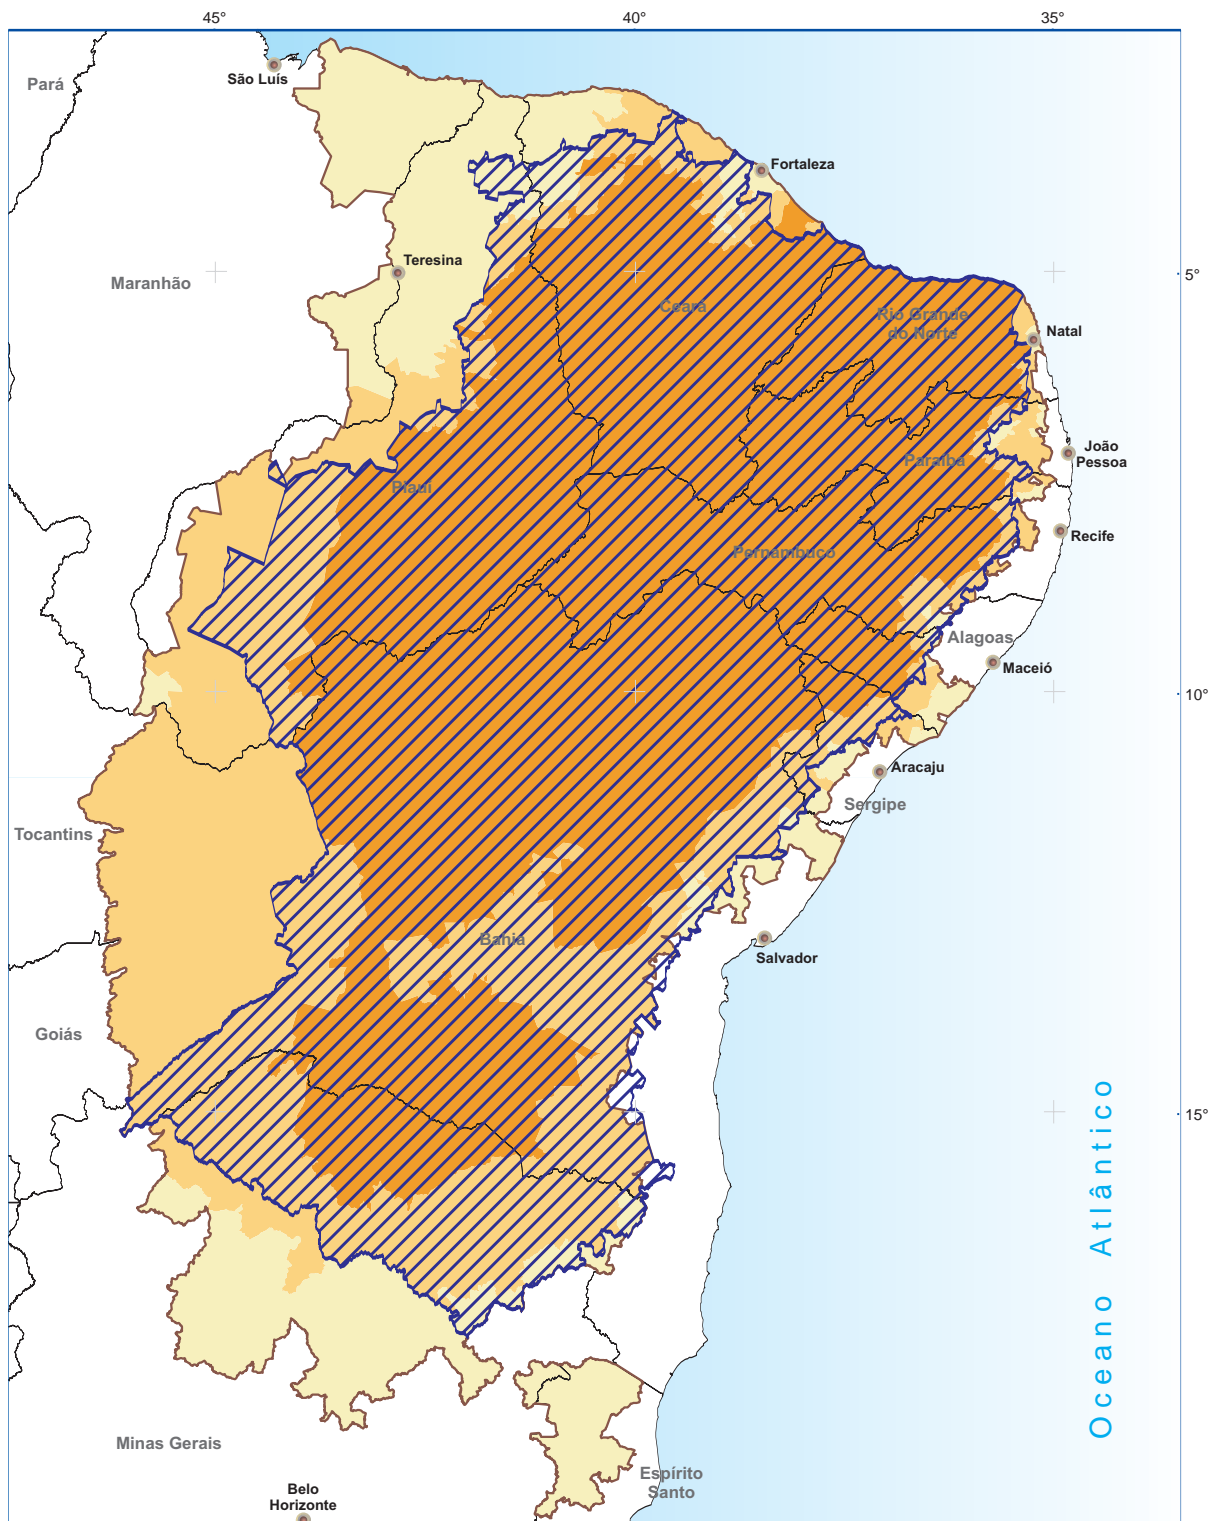 45°
40°
35°
São Luís
Pará
Fortaleza
Teresina
5°
Maranhão
Ceará
Rio Grande
do Norte
Natal
João
Pessoa
Paraíba
Piauí
Recife
Pernambuco
Alagoas
Maceió
10°
Aracaju
Sergipe
Tocantins
Bahia
Salvador
Goiás
15°
Oceano Atlântico
Minas Gerais
Espírito
Santo
Belo
Horizonte